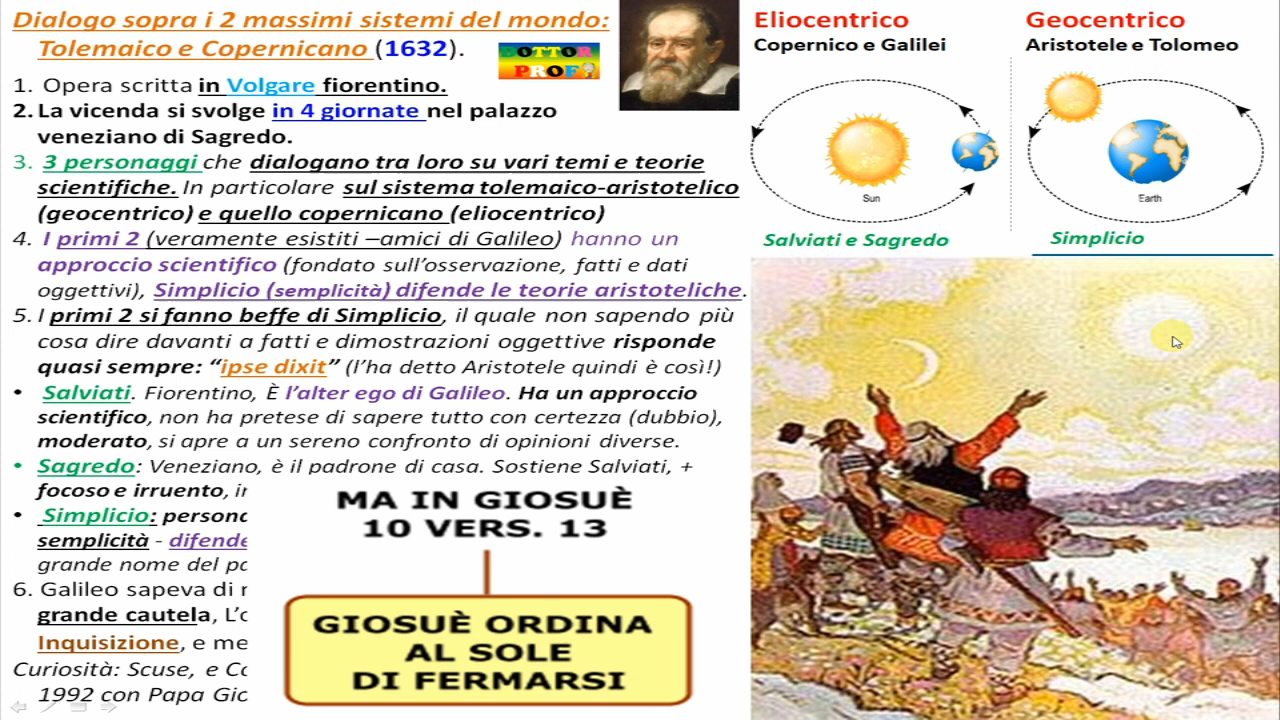 Dialogo sopra i 2 massimi sistemi del mondo:
Tolemaico e Copernicano (1632).
DOTTOR
PROF
1. Opera scritta in Volgare fiorentino.
2. La vicenda si svolge in 4 giornate nel palazzo
veneziano di Sagredo.
3. 3 personaggi che dialogano tra loro su vari temi e teorie
scientifiche. In particolare sul sistema tolemaico-aristotelico
(geocentrico) e quello copernicano (eliocentrico)
4. I primi 2 (veramente esistiti –amici di Galileo) hanno un
approccio scientifico (fondato sull'osservazione, fatti e dati
oggettivi), Simplicio (semplicità) difende le teorie aristoteliche.
5. I primi 2 si fanno beffe di Simplicio, il quale non sapendo più
cosa dire davanti a fatti e dimostrazioni oggettive risponde
quasi sempre: “ipse dixit” (l'ha detto Aristotele quindi è così!)
• Salviati. Fiorentino, È l'alter ego di Galileo. Ha un approccio
scientifico, non ha pretese di sapere tutto con certezza (dubbio),
moderato, si apre a un sereno confronto di opinioni diverse.
• Sagredo: Veneziano, è il padrone di casa. Sostiene Salviati, +
focoso e irruento,
• Simplicio:
semplicità -
grande nome del
6. Galileo sapeva di
grande cautela,
Inquisizione, e
Curiosità: Scuse, e
1992 con Papa
MA IN GIOSUÈ
10 VERS. 13
GIOSUÈ ORDINA
AL SOLE
DI FERMARSI
Eliocentrico
Copernico e Galilei
Sun
Salviati e Sagredo
Geocentrico
Aristotele e Tolomeo
Earth
Simplicio